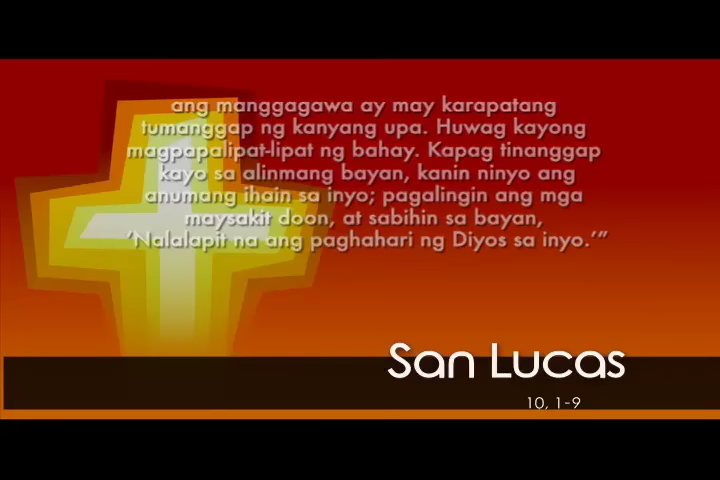 ang manggagawa ay may karapatang
tumanggap ng kanyang upa. Huwag kayong
magpapalipat-lipat ng bahay. Kapag tinanggap
kayo sa alinmang bayan, kanin ninyo ang
anumang ihain sa inyo; pagalingin ang mga
maysakit doon, at sabihin sa bayan,
‘Nalalapit na ang paghahari ng Diyos sa inyo.’”
San Lucas
10, 1-9